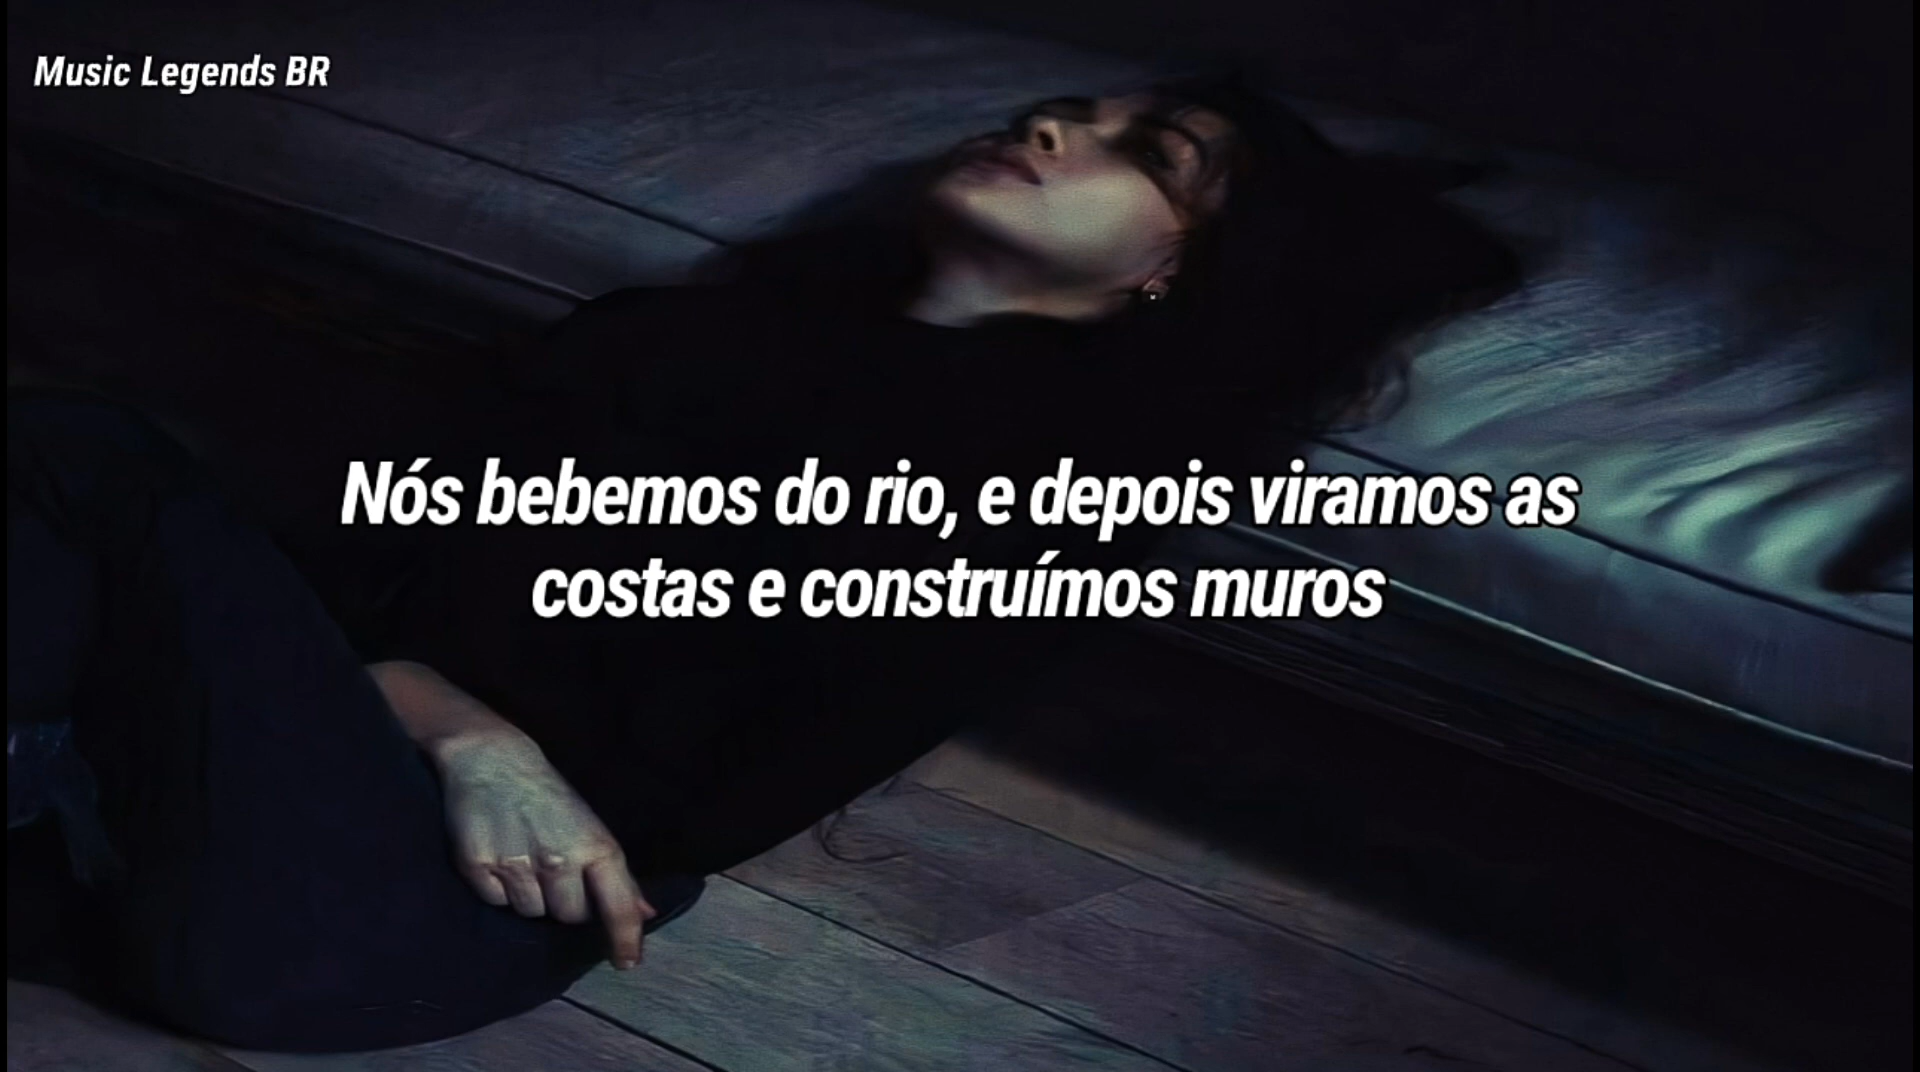 Music Legends BR
Nós bebemos do rio, e depois viramos as
costas e construímos muros